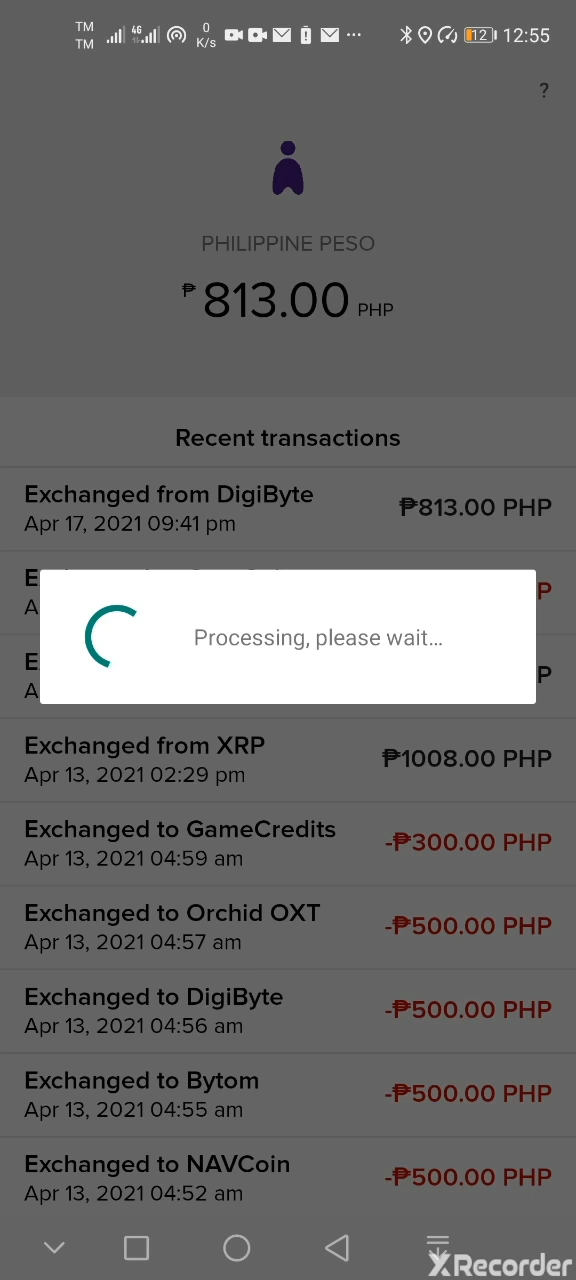 TM
TM
4G
0
K/s
12
12:55
?
PHILIPPINE PESO
₱813.00 PHP
Recent transactions
Exchanged from DigiByte
₱813.00 PHP
Apr 17, 2021 09:41 pm
E
P
A
Processing, please wait...
E
P
A
Exchanged from XRP
₱1008.00 PHP
Apr 13, 2021 02:29 pm
Exchanged to GameCredits
-₱300.00 PHP
Apr 13, 2021 04:59 am
Exchanged to Orchid OXT
-₱500.00 PHP
Apr 13, 2021 04:57 am
Exchanged to DigiByte
-₱500.00 PHP
Apr 13, 2021 04:56 am
Exchanged to Bytom
-₱500.00 PHP
Apr 13, 2021 04:55 am
Exchanged to NAVCoin
-₱500.00 PHP
Apr 13, 2021 04:52 am
XRecorder